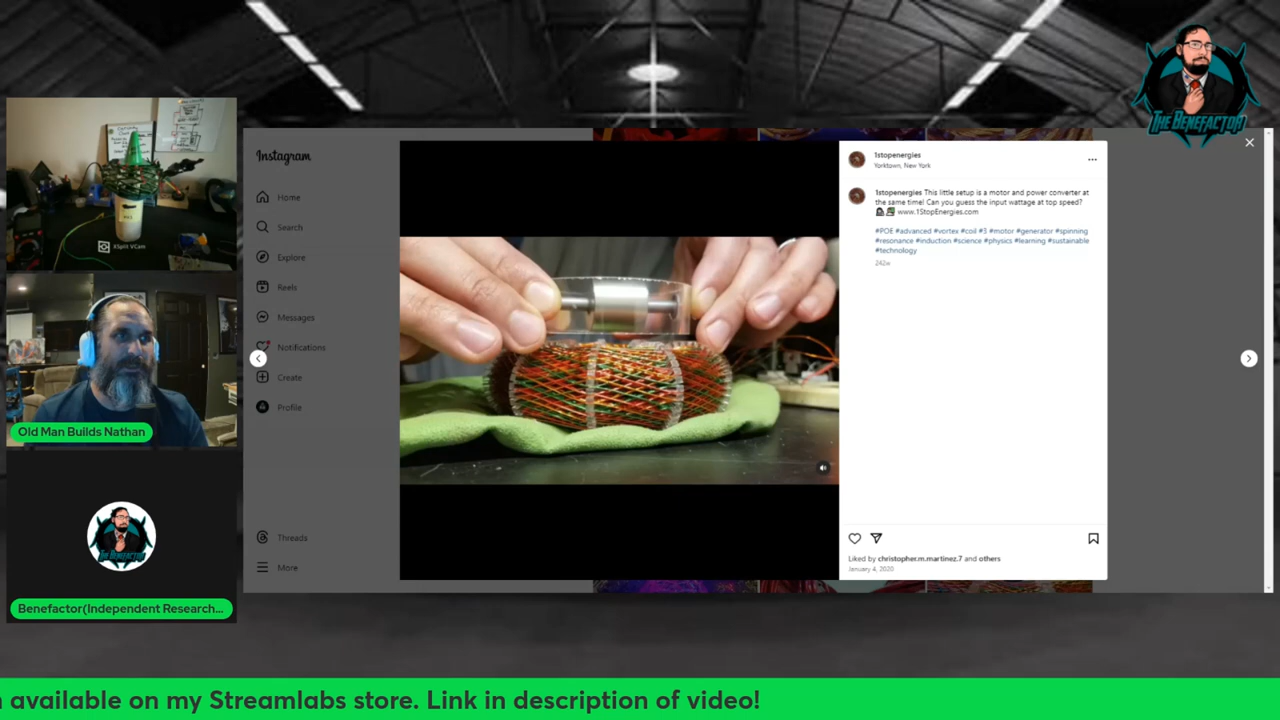 THE BENEFACTOR
XSplit VCam
Old Man Builds Nathan
Benefactor(Independent Research...
Instagram
Home
Search
Explore
Reels
Messages
Notifications
Create
Profile
Threads
More
1stopenergies
Yorktown, New York
1stopenergies This little setup is a motor and power converter at
the same time! Can you guess the input wattage at top speed?
www.1StopEnergies.com
#POE #advanced #vortex #coil #3 #motor #generator #spinning
#resonance #induction #science #physics #learning #sustainable
#technology
242w
Liked by christopher.m.martinez.7 and others
January 4, 2020
available on my Streamlabs store. Link in description of video!